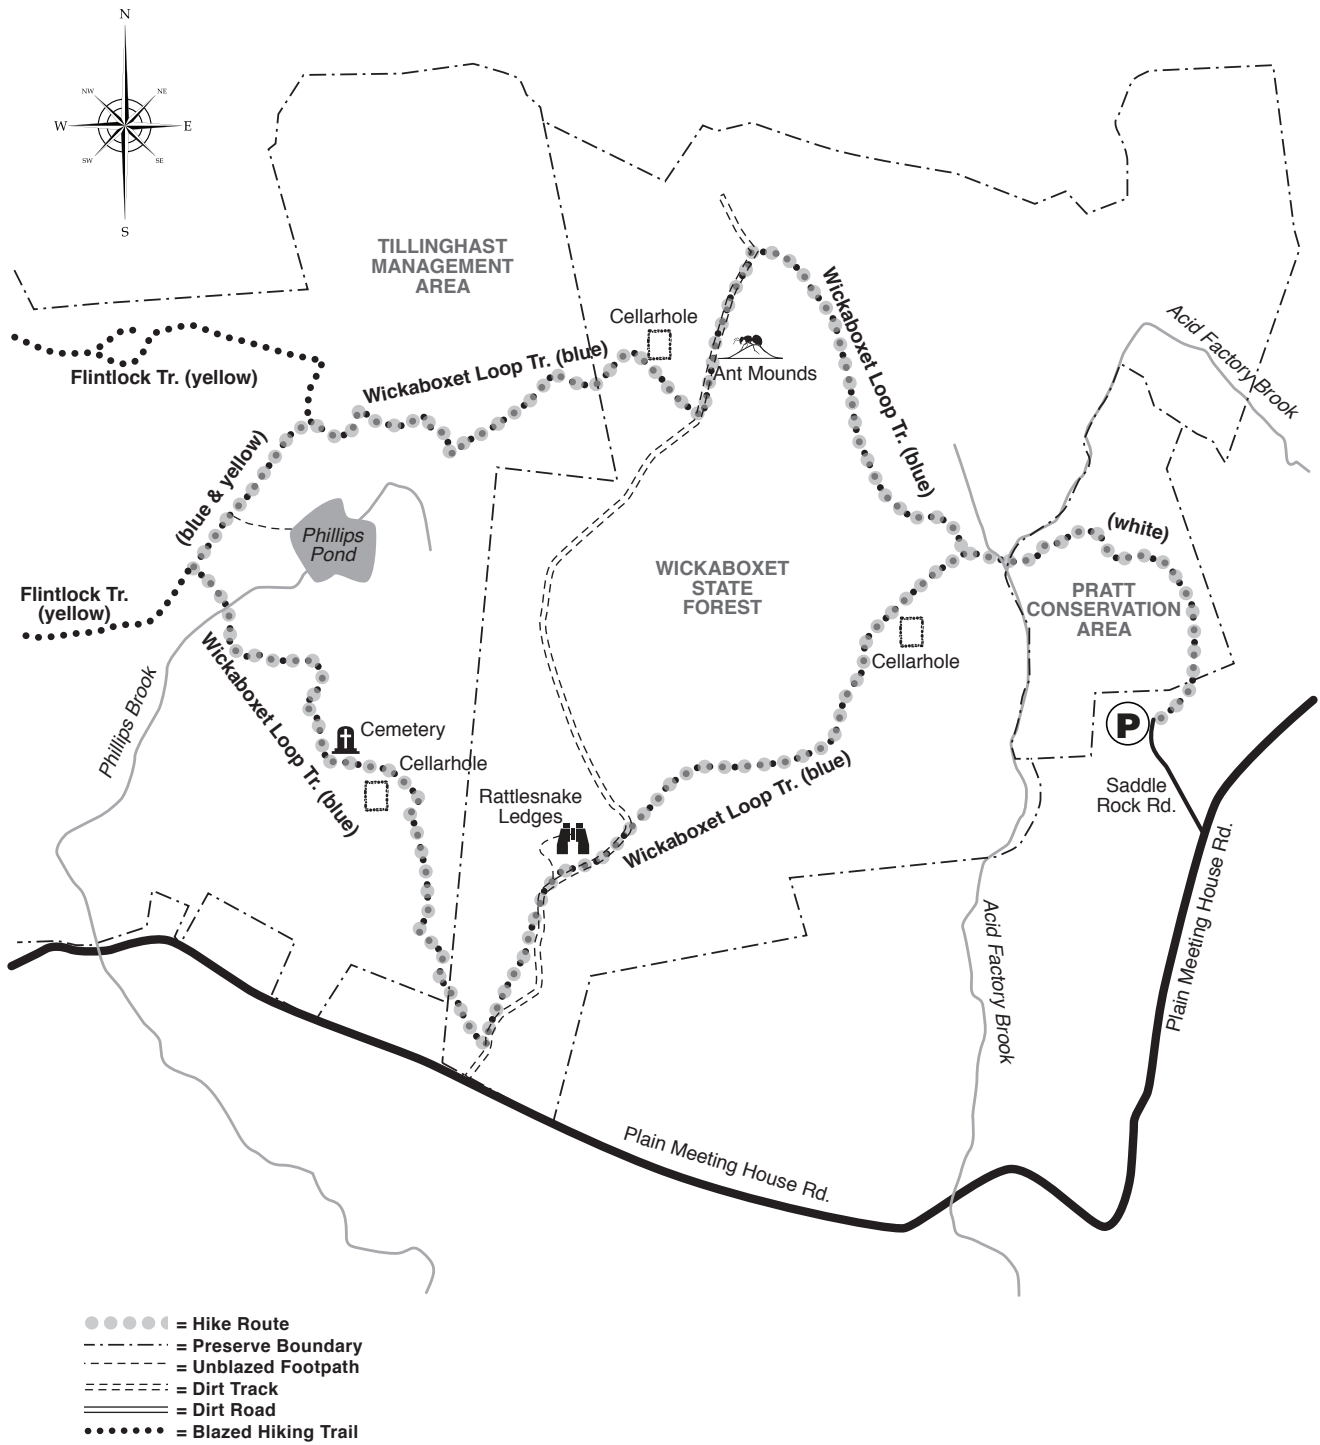 N
NW
NE
W
E
SW
SE
S
TILLINGHAST
MANAGEMENT
AREA
Cellarhole
Wickaboxet Loop Tr. (blue)
Ant Mounds
Wickaboxet Loop Tr. (blue)
Acid Factory Brook
Flintlock Tr. (yellow)
(blue & yellow)
Phillips
Pond
(white)
Flintlock Tr.
(yellow)
WICKABOXET
STATE
FOREST
PRATT
CONSERVATION
AREA
Cellarhole
Wickaboxet Loop Tr. (blue)
Phillips Brook
Cemetery
Cellarhole
P
Rattlesnake
Ledges
Wickaboxet Loop Tr. (blue)
Saddle
Rock Rd.
Plain Meeting House Rd.
Acid Factory Brook
Plain Meeting House Rd.
= Hike Route
= Preserve Boundary
= Unblazed Footpath
= Dirt Track
= Dirt Road
= Blazed Hiking Trail